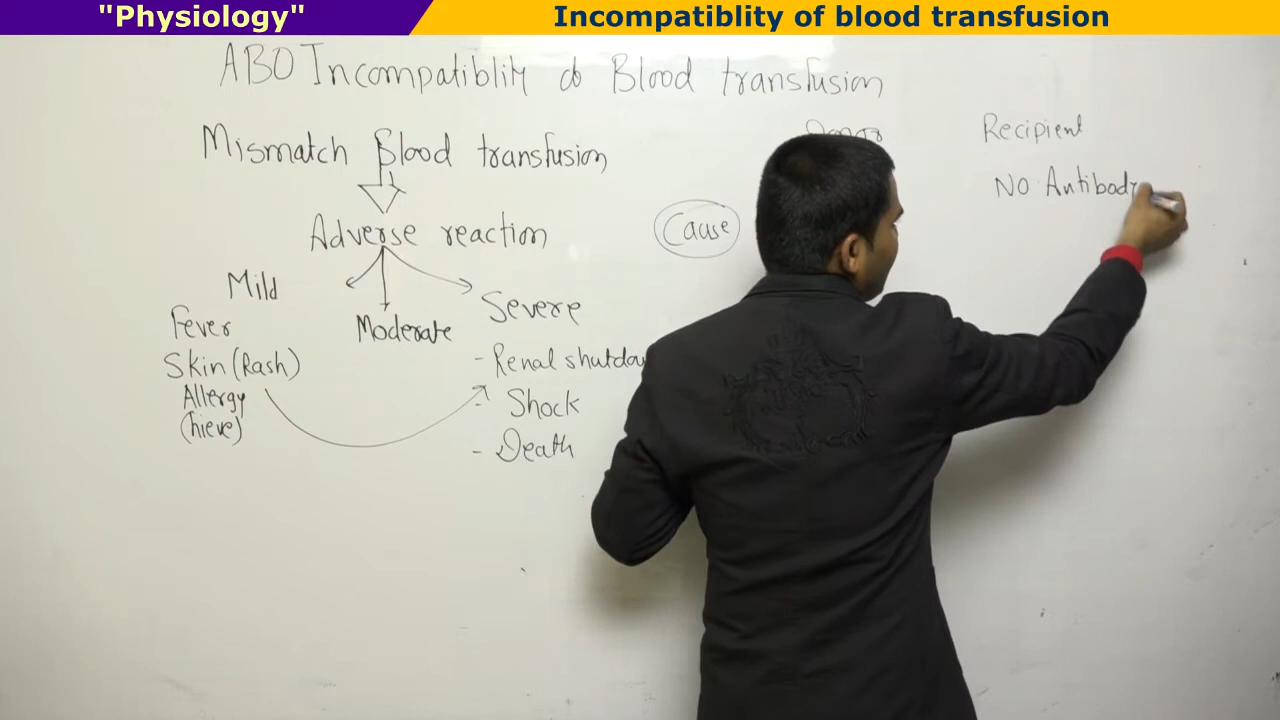 "Physiology"
Incompatiblity of blood transfusion
ABO Incompatiblity of Blood transfusion
Mismatch Blood transfusion
Adverse reaction
Mild
Fever
Skin (Rash)
Allergy
(hieve)
Moderate
Severe
- Renal shutdow
- Shock
- Death
Cause
Donor
Recipient
NO Antibody